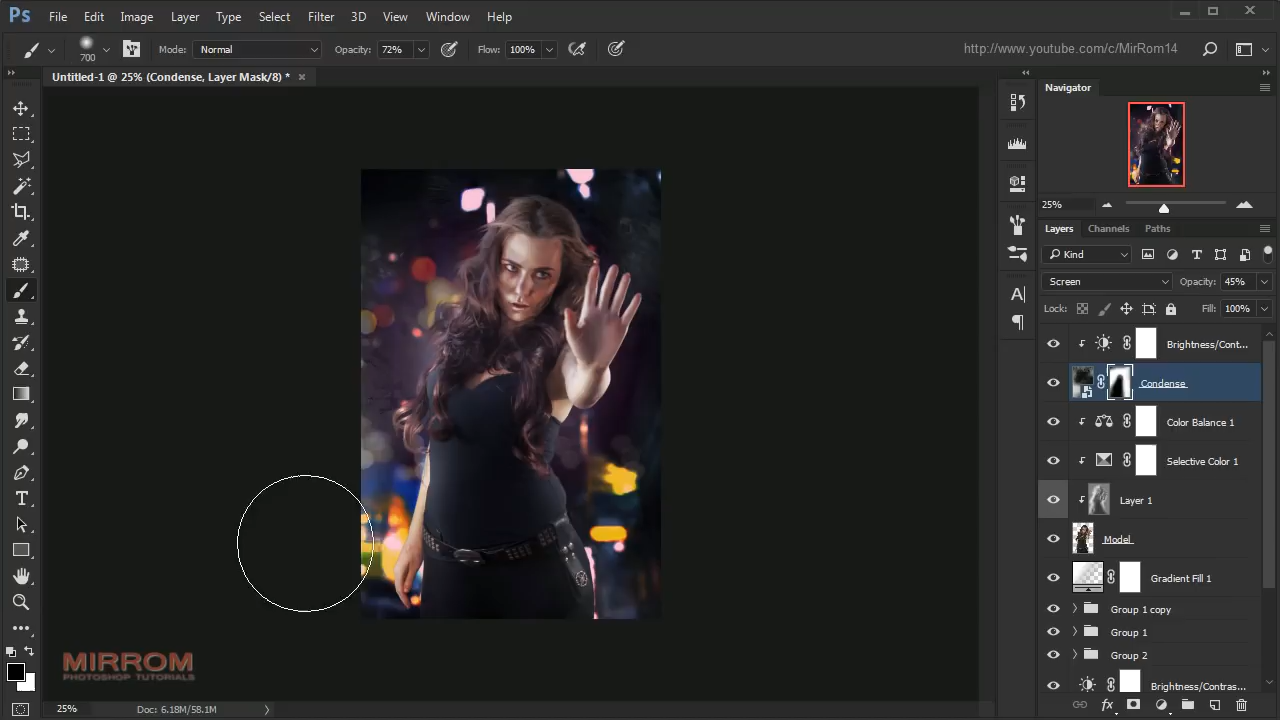 Ps File Edit Image Layer Type Select Filter 3D View Window Help
700 Mode: Normal Opacity: 72% Flow: 100% http://www.youtube.com/c/MirRom14
Untitled-1 @ 25% (Condense, Layer Mask/8) *
Navigator
25%
Layers Channels Paths
Kind
Screen Opacity: 45%
Lock: Fill: 100%
Brightness/Cont...
Condense
Color Balance 1
Selective Color 1
Layer 1
Model
Gradient Fill 1
Group 1 copy
Group 1
Group 2
Brightness/Contras...
MIRROM
PHOTOSHOP TUTORIALS
25% Doc: 6.18M/58.1M